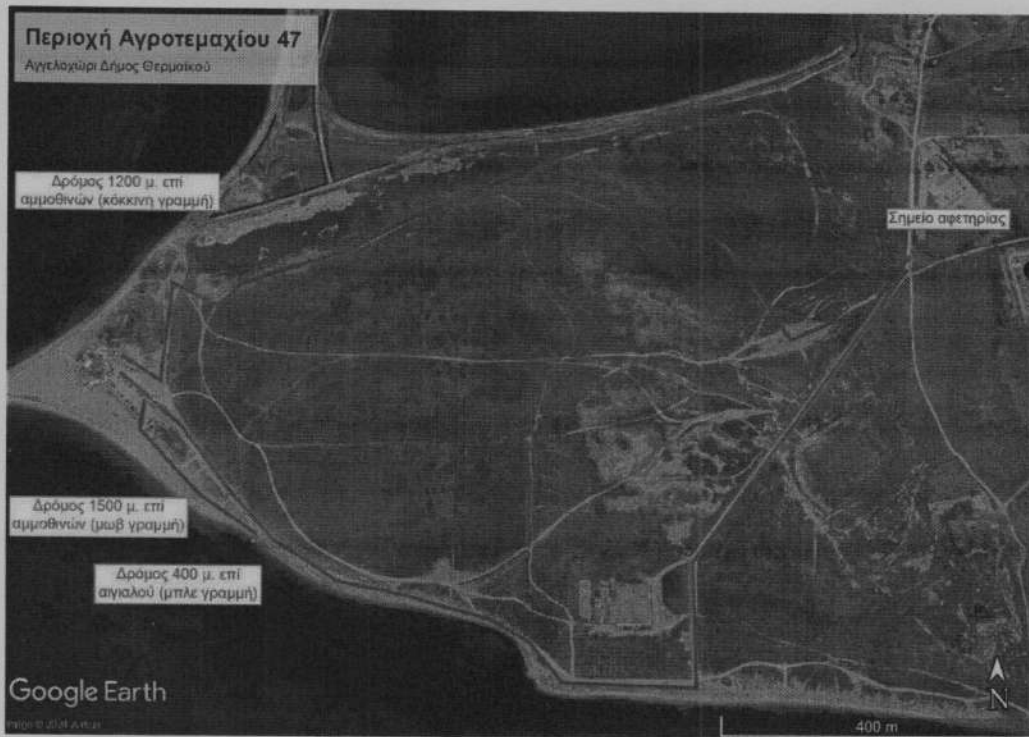 Περιοχή Αγροτεμαχίου 47
Αγγελοχώρι Δήμος Θερμαϊκού
Δρόμος 1200 μ. επί
αμμοθινών (κόκκινη γραμμή)
Σημείο αφετηρίας
Δρόμος 1500 μ. επί
αμμοθινών (μωβ γραμμή)
Δρόμος 400 μ. επί
αιγιαλού (μπλε γραμμή)
Google Earth
N
400 m